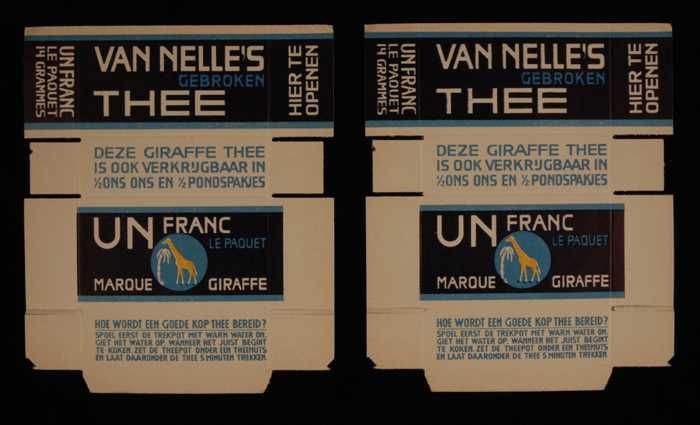 UN FRANC
LE PAQUET
14 GRAMMES
VAN NELLE'S
GEBROKEN
THEE
HIER TE
OPENEN
DEZE GIRAFFE THEE
IS OOK VERKRIJGBAAR IN
½ONS ONS EN ½PONDSPAKJES
UN FRANC
LE PAQUET
MARQUE GIRAFFE
HOE WORDT EEN GOEDE KOP THEE BEREID?
SPOEL EERST DE TREKPOT MET WARM WATER OM,
GIET HET WATER OP, WANNEER HET JUIST BEGINT
TE KOKEN. ZET DE THEEPOT ONDER EEN THEEMUTS
EN LAAT DAARONDER DE THEE 5 MINUTEN TREKKEN.
UN FRANC
LE PAQUET
14 GRAMMES
VAN NELLE'S
GEBROKEN
THEE
HIER TE
OPENEN
DEZE GIRAFFE THEE
IS OOK VERKRIJGBAAR IN
½ONS ONS EN ½PONDSPAKJES
UN FRANC
LE PAQUET
MARQUE GIRAFFE
HOE WORDT EEN GOEDE KOP THEE BEREID?
SPOEL EERST DE TREKPOT MET WARM WATER OM,
GIET HET WATER OP, WANNEER HET JUIST BEGINT
TE KOKEN. ZET DE THEEPOT ONDER EEN THEEMUTS
EN LAAT DAARONDER DE THEE 5 MINUTEN TREKKEN.